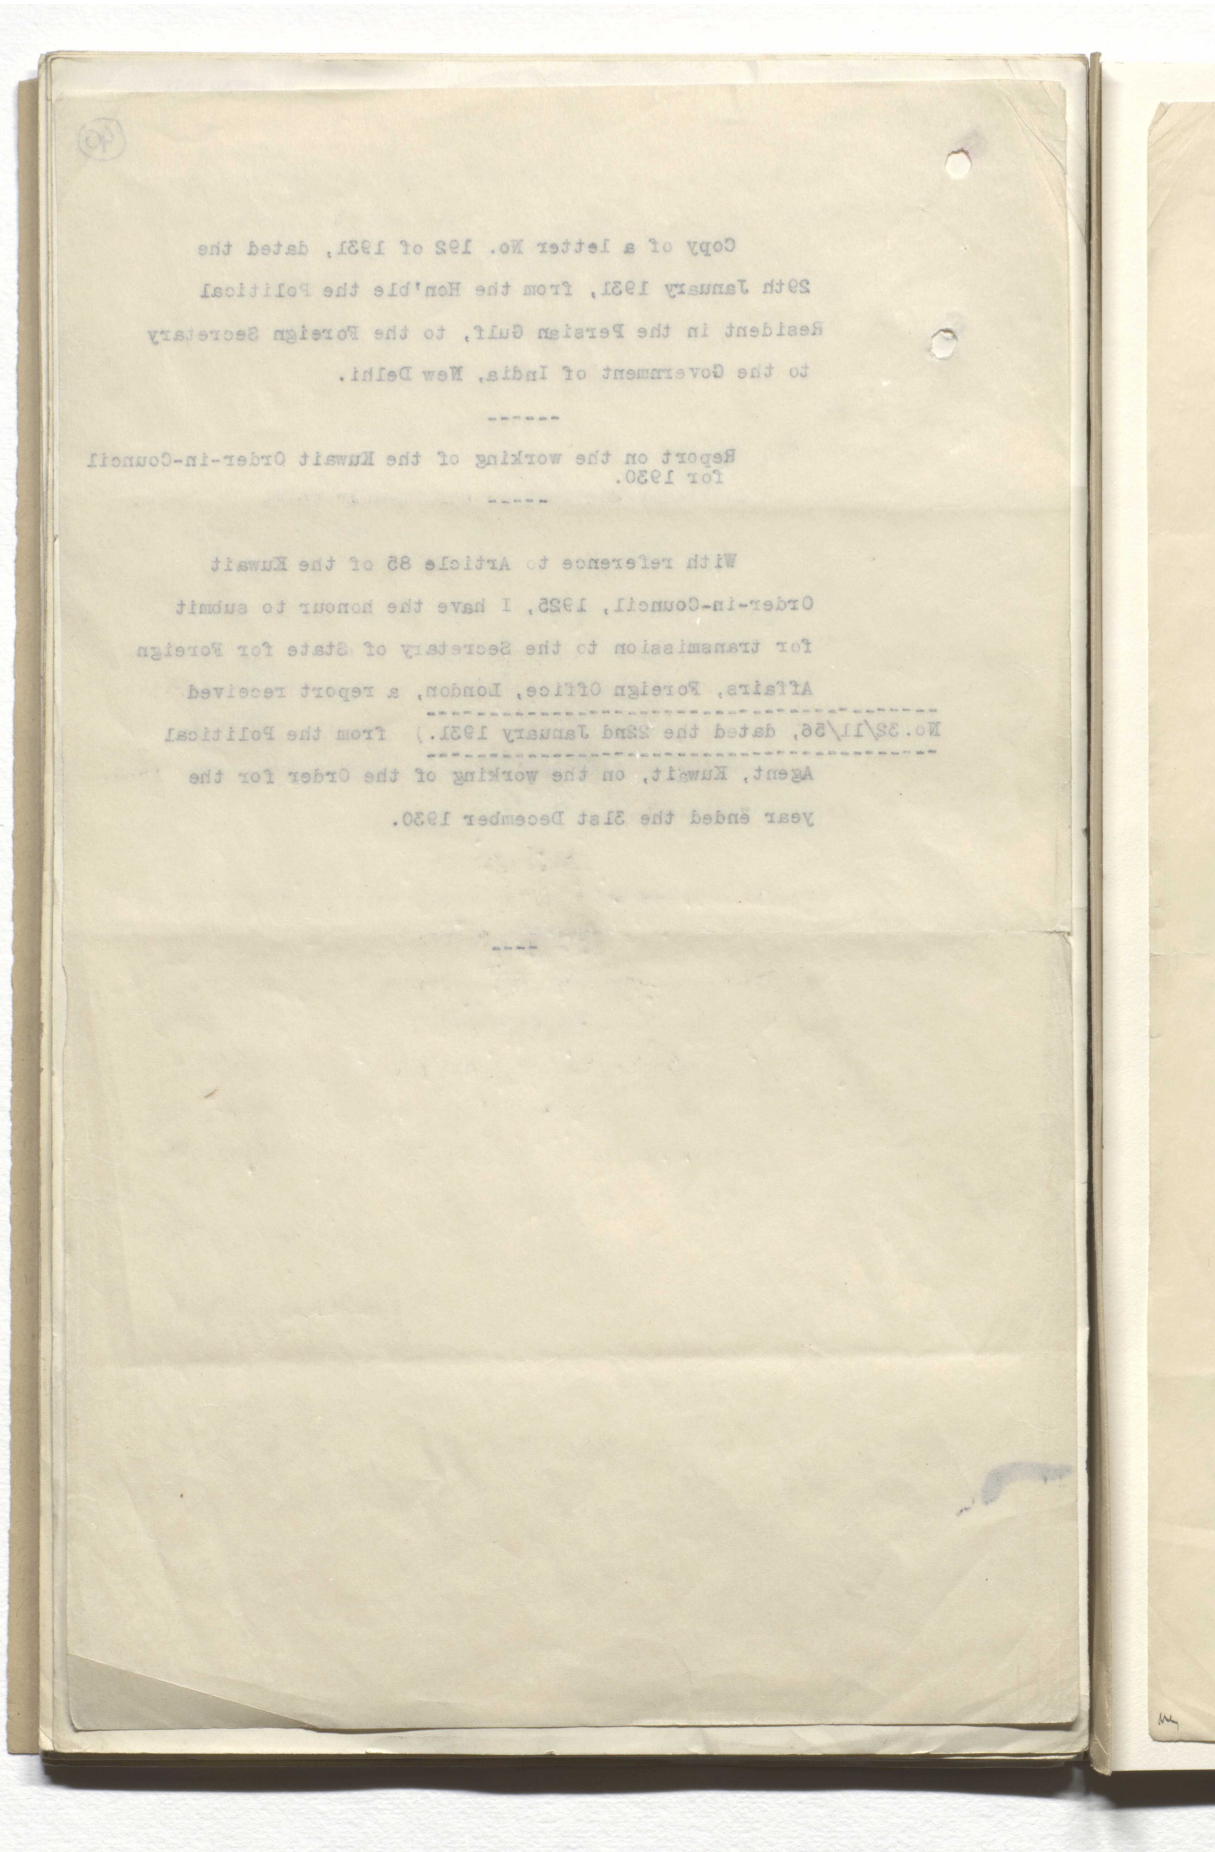 Copy of a letter No. 192 of 1931, dated the
29th January 1931, from the Hon'ble the Political
Resident in the Persian Gulf, to the Foreign Secretary
to the Government of India, New Delhi.
------
Report on the working of the Kuwait Order-in-Council
for 1930.
-----
With reference to Article 85 of the Kuwait
Order-in-Council, 1925, I have the honour to submit
for transmission to the Secretary of State for Foreign
Affairs, Foreign Office, London, a report received
No.32/11/56, dated the 22nd January 1931.) from the Political
Agent, Kuwait, on the working of the Order for the
year ended the 31st December 1930.
----